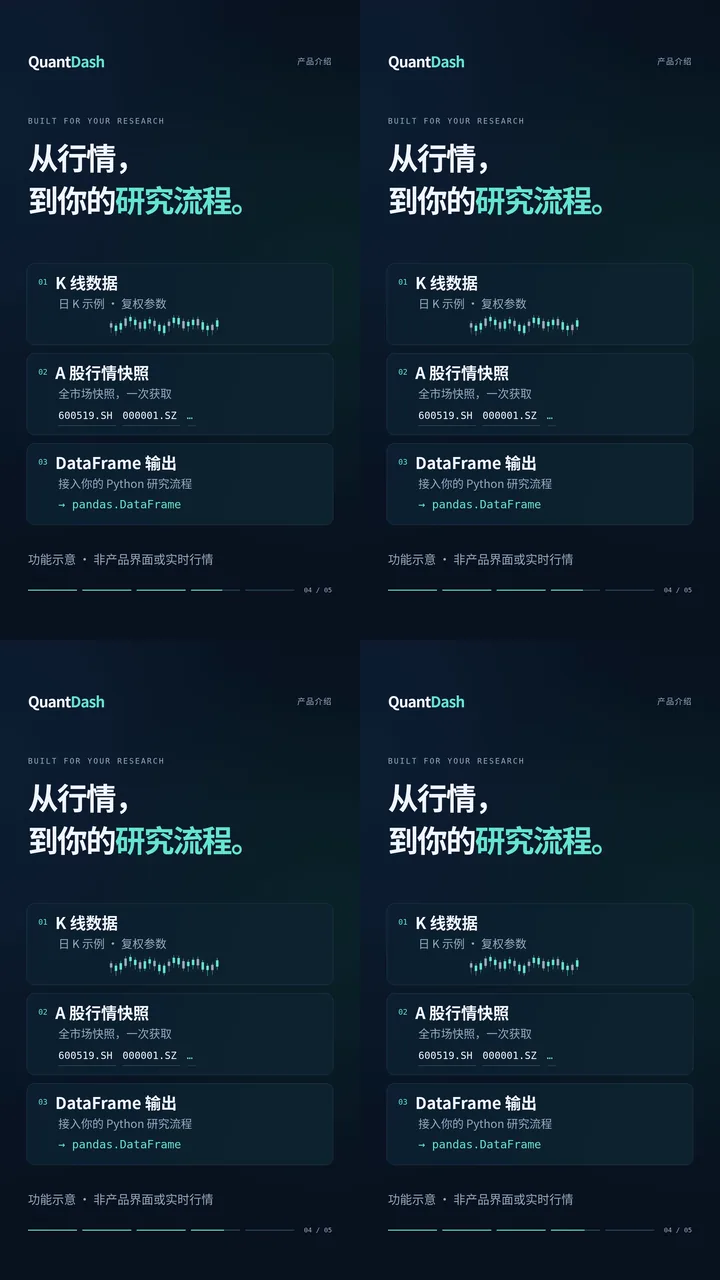 QuantDash
产品介绍
BUILT FOR YOUR RESEARCH
从行情，
到你的研究流程。
01 K 线数据
日 K 示例 · 复权参数
02 A 股行情快照
全市场快照，一次获取
600519.SH 000001.SZ …
03 DataFrame 输出
接入你的 Python 研究流程
→ pandas.DataFrame
功能示意 · 非产品界面或实时行情
04 / 05
QuantDash
产品介绍
BUILT FOR YOUR RESEARCH
从行情，
到你的研究流程。
01 K 线数据
日 K 示例 · 复权参数
02 A 股行情快照
全市场快照，一次获取
600519.SH 000001.SZ …
03 DataFrame 输出
接入你的 Python 研究流程
→ pandas.DataFrame
功能示意 · 非产品界面或实时行情
04 / 05
QuantDash
产品介绍
BUILT FOR YOUR RESEARCH
从行情，
到你的研究流程。
01 K 线数据
日 K 示例 · 复权参数
02 A 股行情快照
全市场快照，一次获取
600519.SH 000001.SZ …
03 DataFrame 输出
接入你的 Python 研究流程
→ pandas.DataFrame
功能示意 · 非产品界面或实时行情
04 / 05
QuantDash
产品介绍
BUILT FOR YOUR RESEARCH
从行情，
到你的研究流程。
01 K 线数据
日 K 示例 · 复权参数
02 A 股行情快照
全市场快照，一次获取
600519.SH 000001.SZ …
03 DataFrame 输出
接入你的 Python 研究流程
→ pandas.DataFrame
功能示意 · 非产品界面或实时行情
04 / 05